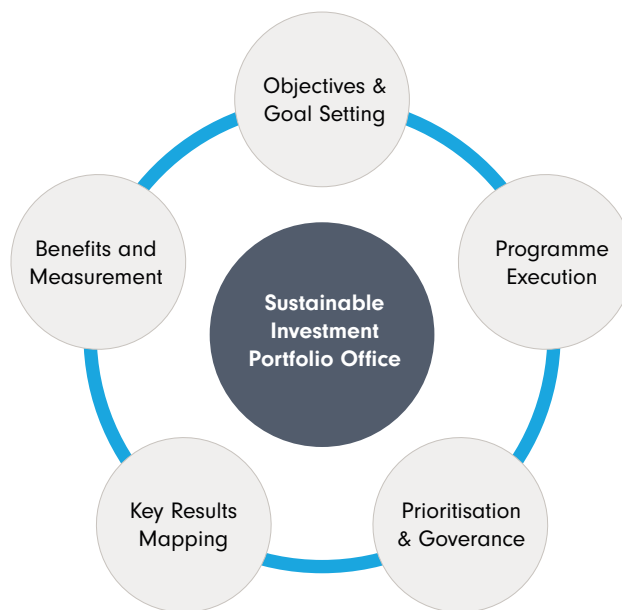 Objectives &
Goal Setting
Programme
Execution
Prioritisation
& Goverance
Key Results
Mapping
Benefits and
Measurement
Sustainable
Investment
Portfolio Office